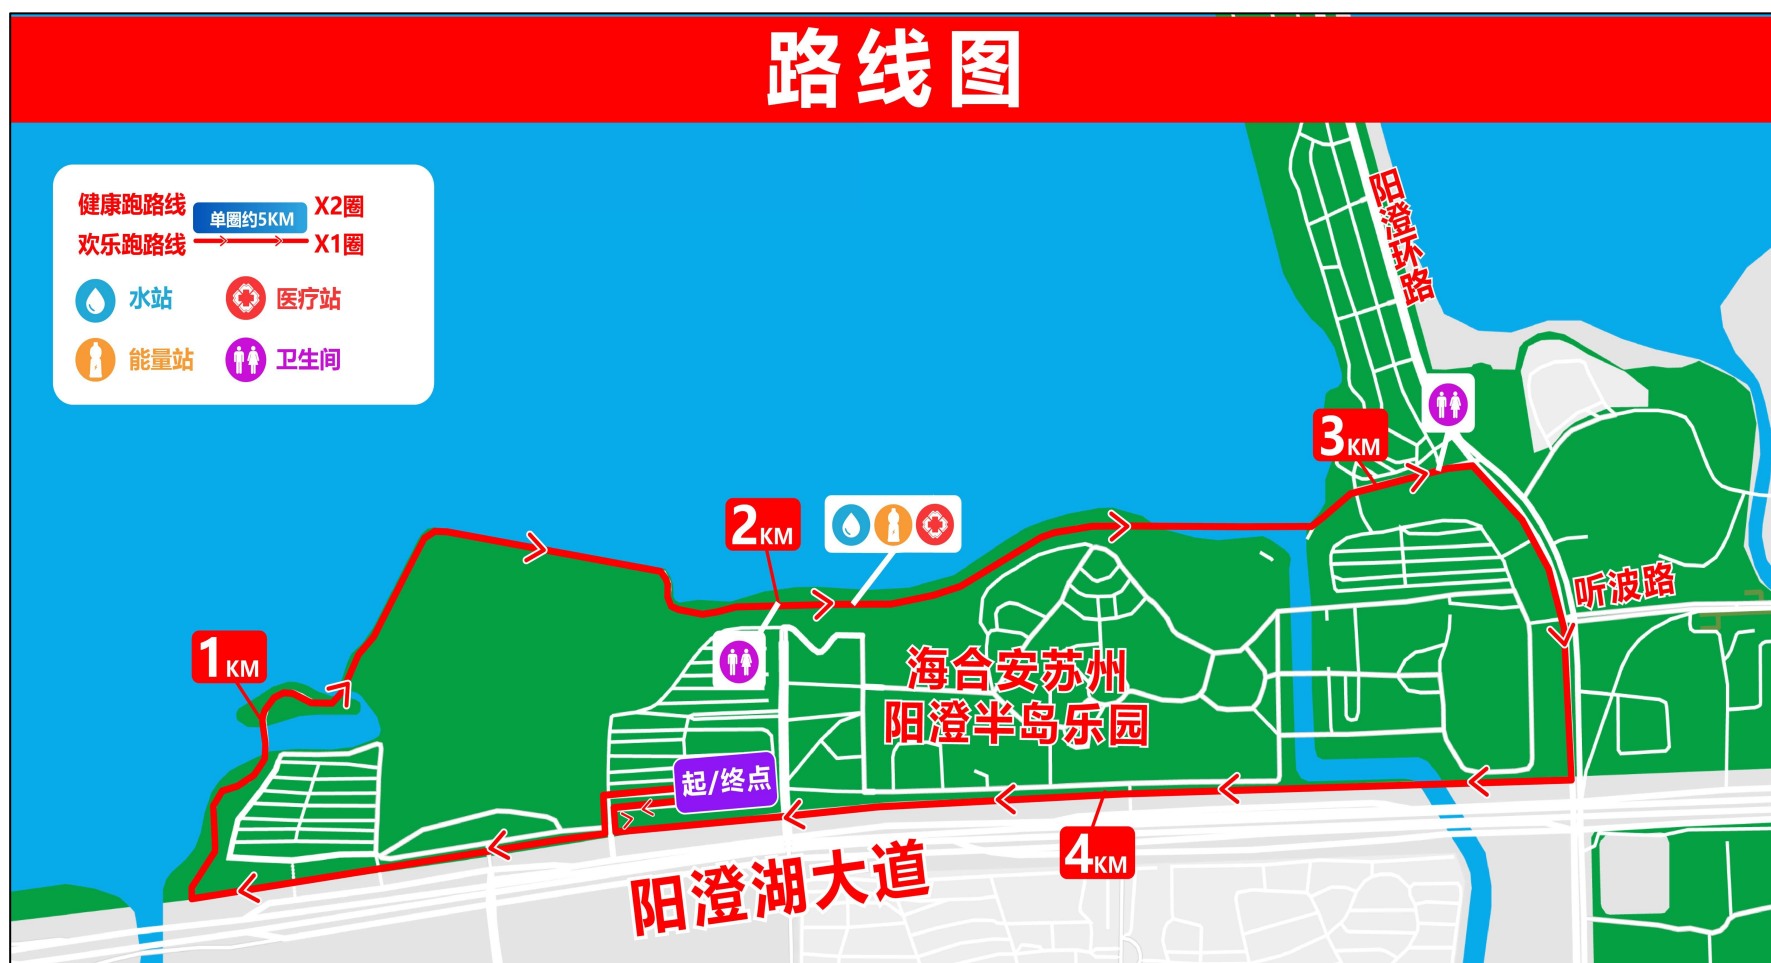 路线图
健康跑路线 单圈约5KM X2圈
欢乐跑路线 X1圈
水站 医疗站
能量站 卫生间
阳澄环路
3KM
2KM
听波路
1KM
海合安苏州
阳澄半岛乐园
起/终点
4KM
阳澄湖大道